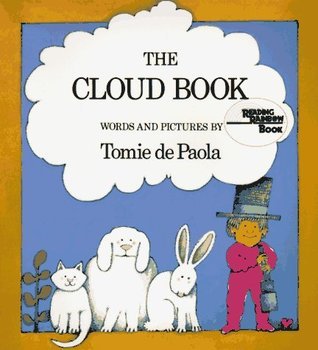 THE
CLOUD BOOK
READING
RAINBOW
BOOK
WORDS AND PICTURES BY
Tomie de Paola